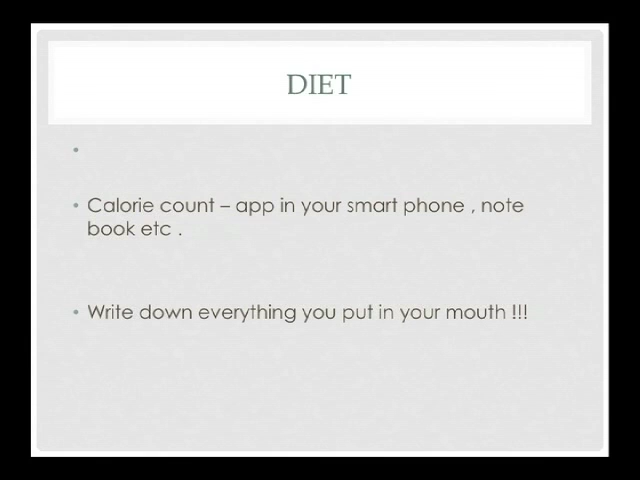 DIET
•
• Calorie count – app in your smart phone , note
book etc .
• Write down everything you put in your mouth !!!